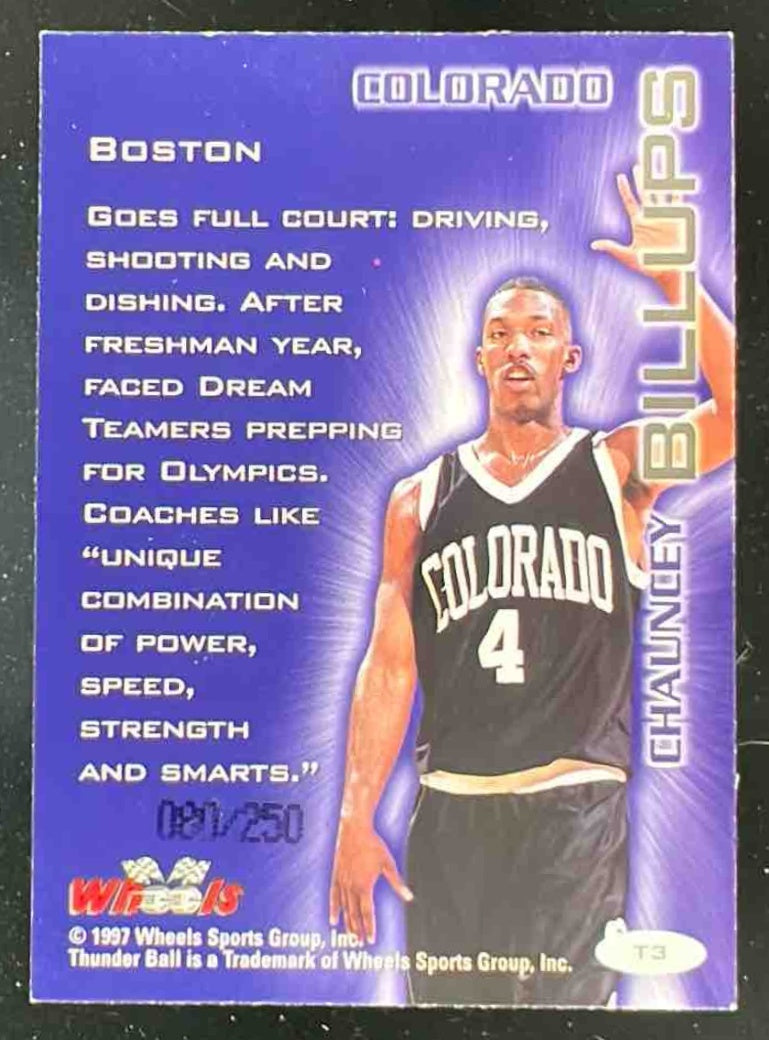 COLORADO
CHAUNCEY BILLUPS
BOSTON
GOES FULL COURT: DRIVING,
SHOOTING AND
DISHING. AFTER
FRESHMAN YEAR,
FACED DREAM
TEAMERS PREPPING
FOR OLYMPICS.
COACHES LIKE
“UNIQUE
COMBINATION
OF POWER,
SPEED,
STRENGTH
AND SMARTS.”
COLORADO
4
/250
Wheels
© 1997 Wheels Sports Group, Inc.
Thunder Ball is a Trademark of Wheels Sports Group, Inc.
T3